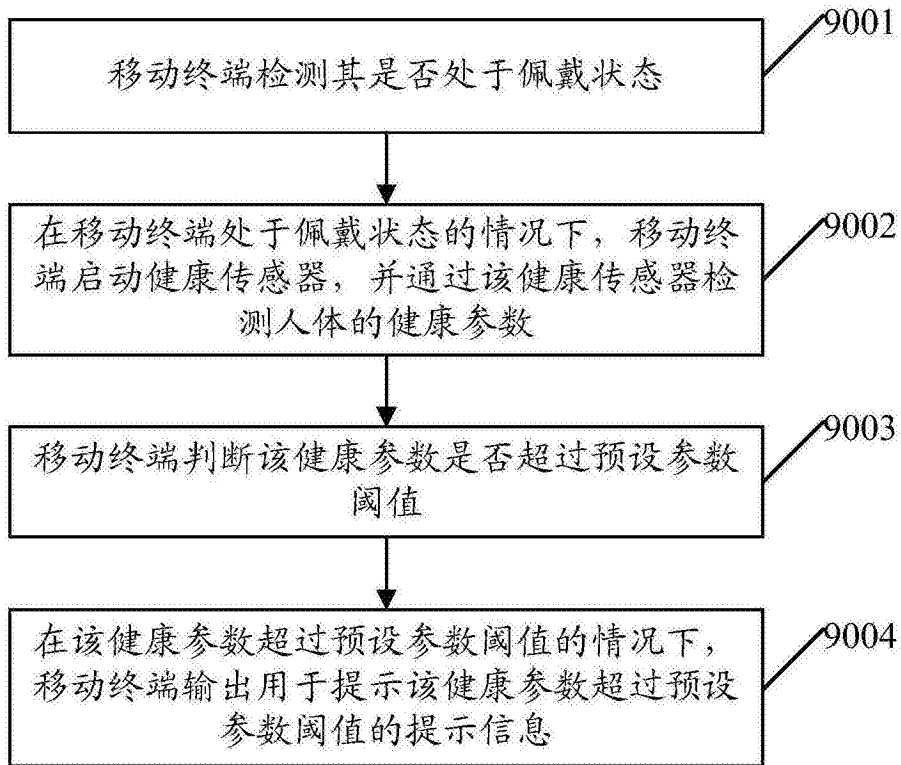 9001
移动终端检测其是否处于佩戴状态
9002
在移动终端处于佩戴状态的情况下，移动终
端启动健康传感器，并通过该健康传感器检
测人体的健康参数
9003
移动终端判断该健康参数是否超过预设参数
阈值
9004
在该健康参数超过预设参数阈值的情况下，
移动终端输出用于提示该健康参数超过预设
参数阈值的提示信息